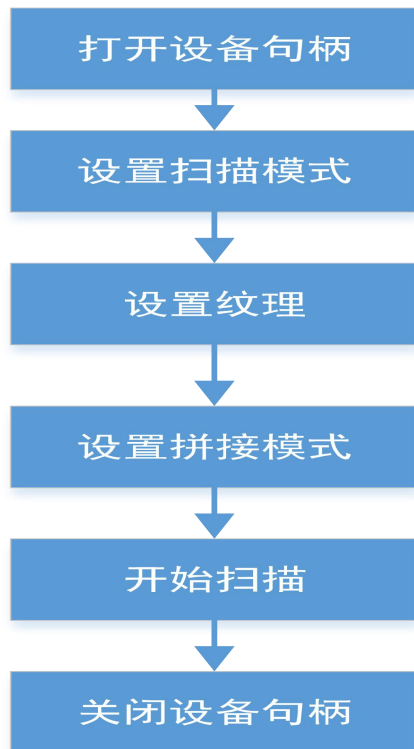 打开设备句柄
设置扫描模式
设置纹理
设置拼接模式
开始扫描
关闭设备句柄